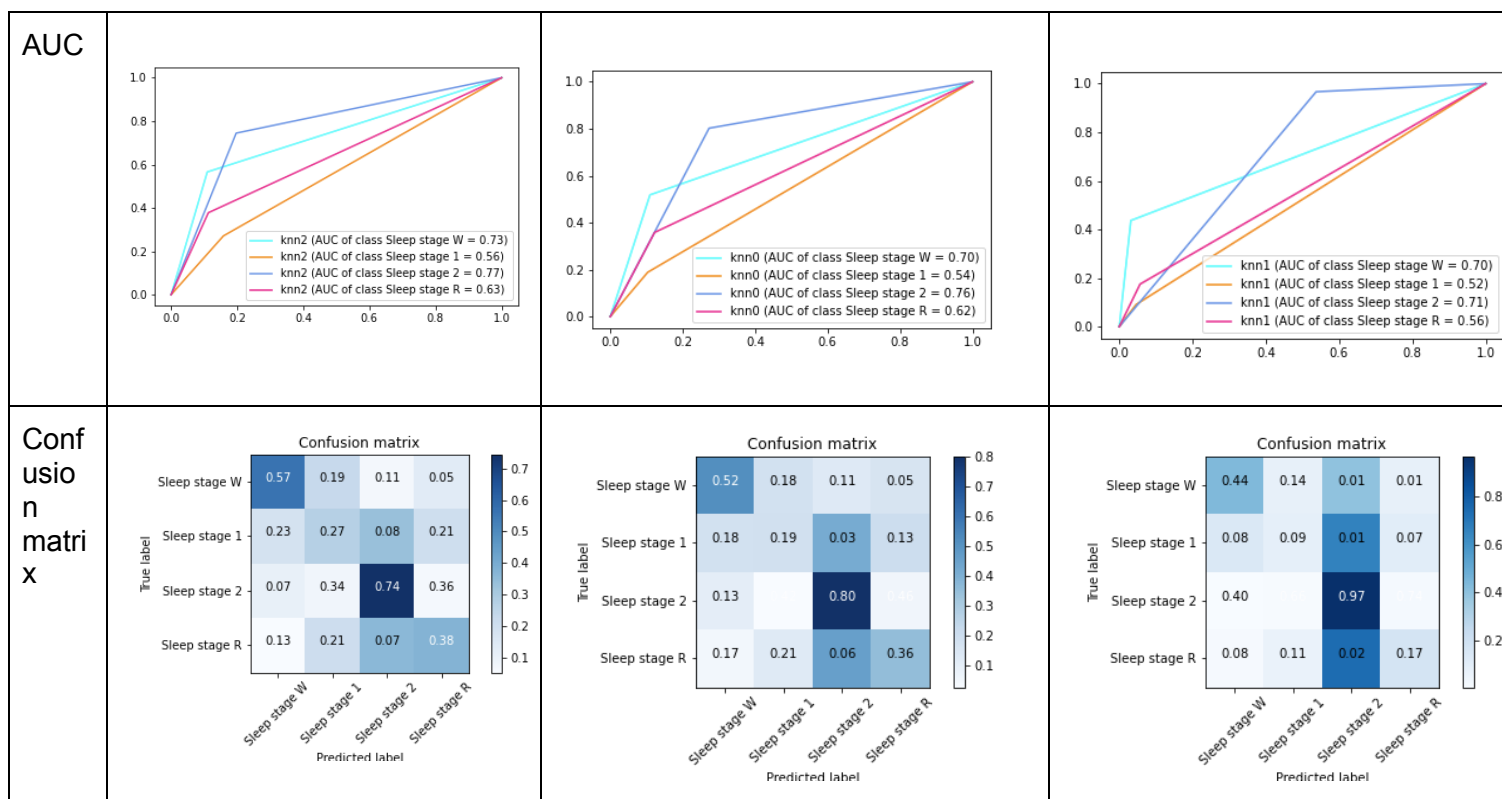 AUC
1.0
0.8
0.6
0.4
0.2
0.0
0.0 0.2 0.4 0.6 0.8 1.0
knn2 (AUC of class Sleep stage W = 0.73)
knn2 (AUC of class Sleep stage 1 = 0.56)
knn2 (AUC of class Sleep stage 2 = 0.77)
knn2 (AUC of class Sleep stage R = 0.63)
1.0
0.8
0.6
0.4
0.2
0.0
0.0 0.2 0.4 0.6 0.8 1.0
knn0 (AUC of class Sleep stage W = 0.70)
knn0 (AUC of class Sleep stage 1 = 0.54)
knn0 (AUC of class Sleep stage 2 = 0.76)
knn0 (AUC of class Sleep stage R = 0.62)
1.0
0.8
0.6
0.4
0.2
0.0
0.0 0.2 0.4 0.6 0.8 1.0
knn1 (AUC of class Sleep stage W = 0.70)
knn1 (AUC of class Sleep stage 1 = 0.52)
knn1 (AUC of class Sleep stage 2 = 0.71)
knn1 (AUC of class Sleep stage R = 0.56)
Conf
usio
n
matri
x
Confusion matrix
True label
Sleep stage W 0.57 0.19 0.11 0.05
Sleep stage 1 0.23 0.27 0.08 0.21
Sleep stage 2 0.07 0.34 0.74 0.36
Sleep stage R 0.13 0.21 0.07 0.38
Sleep stage W Sleep stage 1 Sleep stage 2 Sleep stage R
Predicted label
0.7
0.6
0.5
0.4
0.3
0.2
0.1
Confusion matrix
True label
Sleep stage W 0.52 0.18 0.11 0.05
Sleep stage 1 0.18 0.19 0.03 0.13
Sleep stage 2 0.13 0.80
Sleep stage R 0.17 0.21 0.06 0.36
Sleep stage W Sleep stage 1 Sleep stage 2 Sleep stage R
Predicted label
0.8
0.7
0.6
0.5
0.4
0.3
0.2
0.1
Confusion matrix
True label
Sleep stage W 0.44 0.14 0.01 0.01
Sleep stage 1 0.08 0.09 0.01 0.07
Sleep stage 2 0.40 0.97
Sleep stage R 0.08 0.11 0.02 0.17
Sleep stage W Sleep stage 1 Sleep stage 2 Sleep stage R
Predicted label
0.8
0.6
0.4
0.2